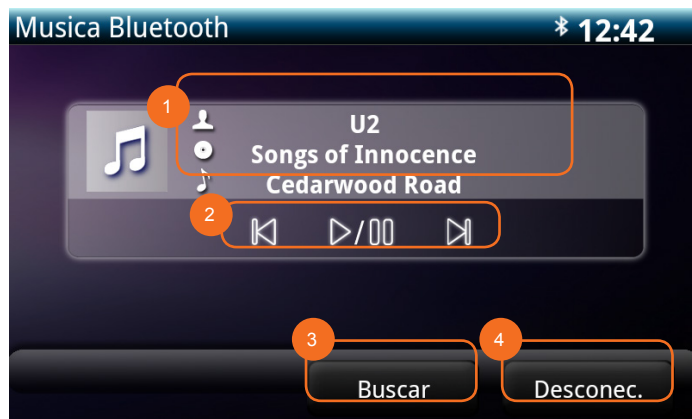 Musica Bluetooth
12:42
1
U2
Songs of Innocence
Cedarwood Road
2
3
4
Buscar
Desconec.